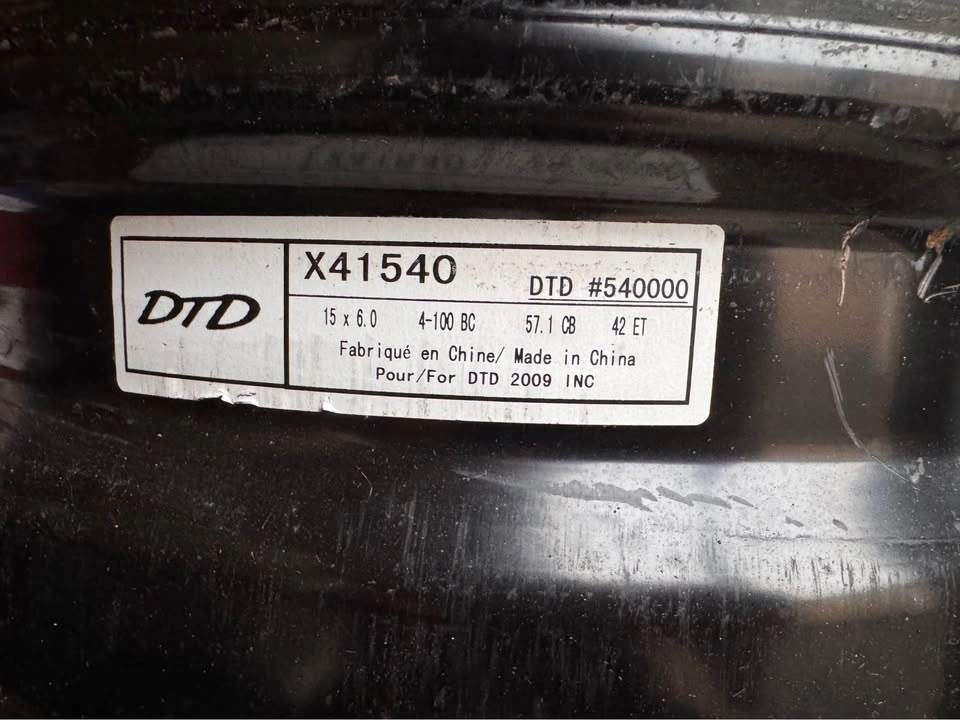 DTD
X41540
DTD #540000
15 x 6.0 4-100 BC 57.1 CB 42 ET
Fabriqué en Chine/ Made in China
Pour/For DTD 2009 INC